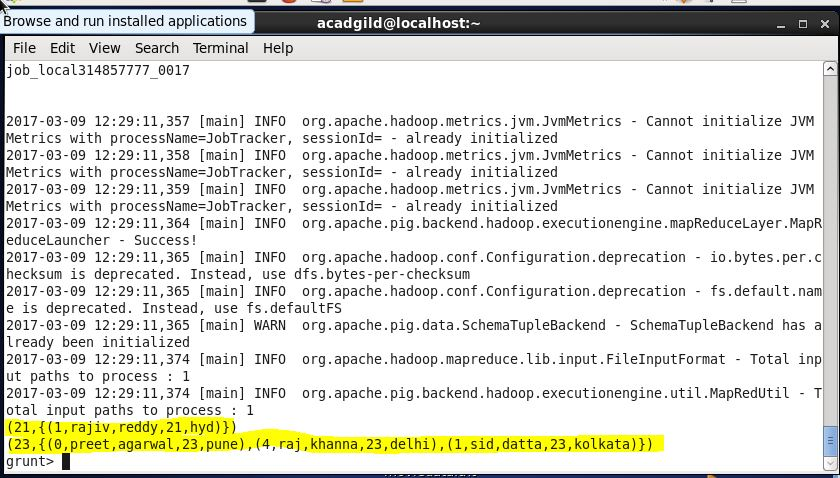 Browse and run installed applications
acadgild@localhost:~
File Edit View Search Terminal Help
job_local314857777_0017
2017-03-09 12:29:11,357 [main] INFO  org.apache.hadoop.metrics.jvm.JvmMetrics - Cannot initialize JVM
Metrics with processName=JobTracker, sessionId= - already initialized
2017-03-09 12:29:11,358 [main] INFO  org.apache.hadoop.metrics.jvm.JvmMetrics - Cannot initialize JVM
Metrics with processName=JobTracker, sessionId= - already initialized
2017-03-09 12:29:11,359 [main] INFO  org.apache.hadoop.metrics.jvm.JvmMetrics - Cannot initialize JVM
Metrics with processName=JobTracker, sessionId= - already initialized
2017-03-09 12:29:11,364 [main] INFO  org.apache.pig.backend.hadoop.executionengine.mapReduceLayer.MapR
educeLauncher - Success!
2017-03-09 12:29:11,365 [main] INFO  org.apache.hadoop.conf.Configuration.deprecation - io.bytes.per.c
hecksum is deprecated. Instead, use dfs.bytes-per-checksum
2017-03-09 12:29:11,365 [main] INFO  org.apache.hadoop.conf.Configuration.deprecation - fs.default.nam
e is deprecated. Instead, use fs.defaultFS
2017-03-09 12:29:11,365 [main] WARN  org.apache.pig.data.SchemaTupleBackend - SchemaTupleBackend has a
lready been initialized
2017-03-09 12:29:11,374 [main] INFO  org.apache.hadoop.mapreduce.lib.input.FileInputFormat - Total inp
ut paths to process : 1
2017-03-09 12:29:11,374 [main] INFO  org.apache.pig.backend.hadoop.executionengine.util.MapRedUtil - T
otal input paths to process : 1
(21,{(1,rajiv,reddy,21,hyd)})
(23,{(0,preet,agarwal,23,pune),(4,raj,khanna,23,delhi),(1,sid,datta,23,kolkata)})
grunt>